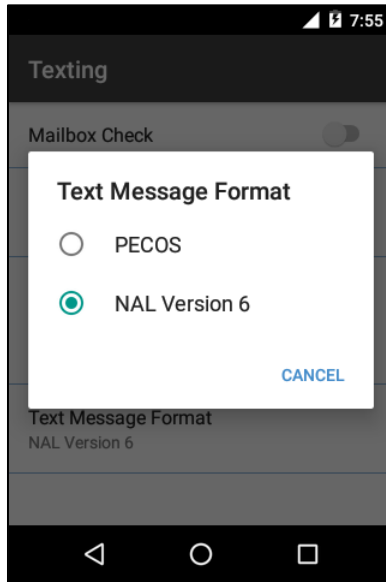 7:55
Texting
Mailbox Check
Text Message Format
PECOS
NAL Version 6
CANCEL
Text Message Format
NAL Version 6